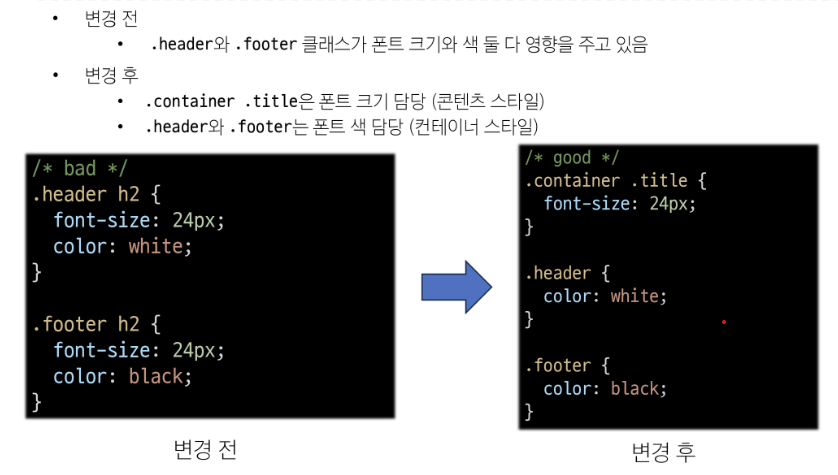 • 변경 전
• .header와 .footer 클래스가 폰트 크기와 색 둘 다 영향을 주고 있음
• 변경 후
• .container .title은 폰트 크기 담당 (콘텐츠 스타일)
• .header와 .footer는 폰트 색 담당 (컨테이너 스타일)
/* bad */
.header h2 {
  font-size: 24px;
  color: white;
}
.footer h2 {
  font-size: 24px;
  color: black;
}
변경 전
/* good */
.container .title {
  font-size: 24px;
}
.header {
  color: white;
}
.footer {
  color: black;
}
변경 후